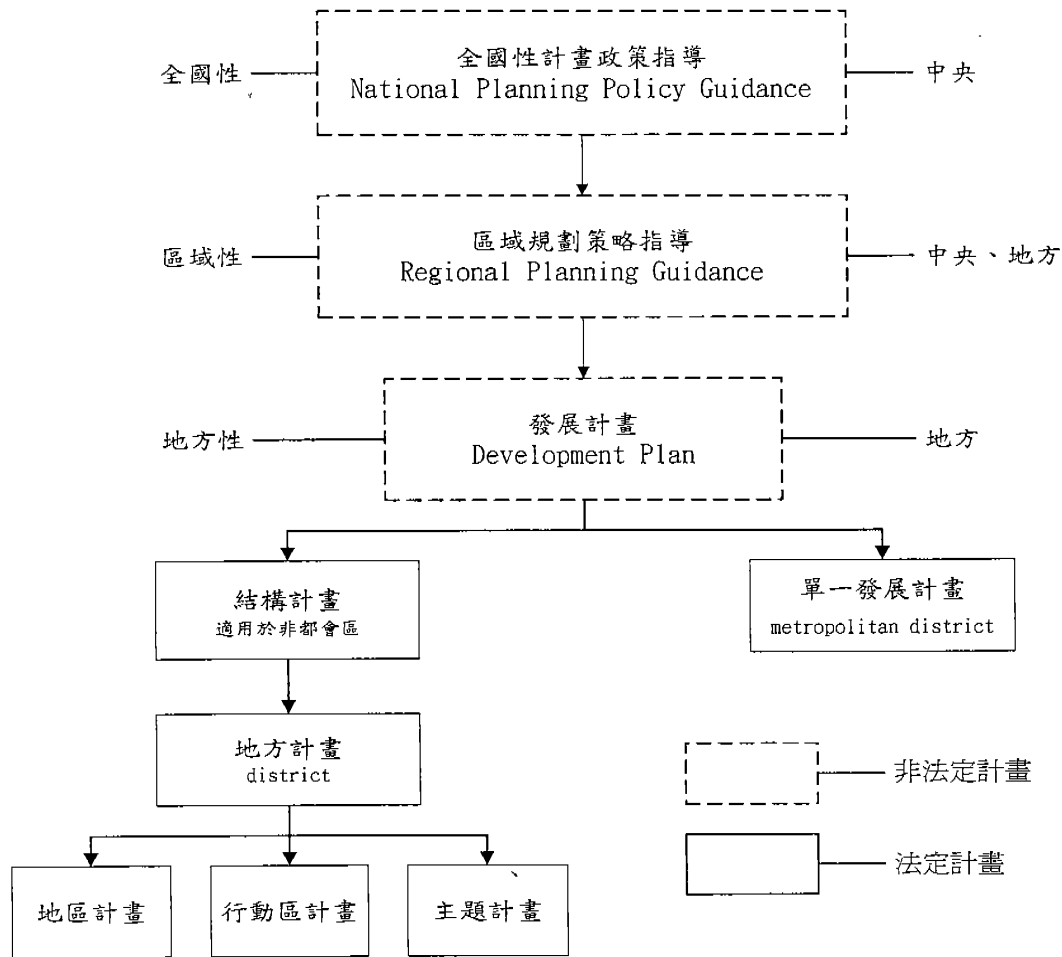 全國性計畫政策指導
National Planning Policy Guidance
全國性
中央
區域規劃策略指導
Regional Planning Guidance
區域性
中央、地方
發展計畫
Development Plan
地方性
地方
結構計畫
適用於非都會區
單一發展計畫
metropolitan district
地方計畫
district
非法定計畫
法定計畫
地區計畫
行動區計畫
主題計畫